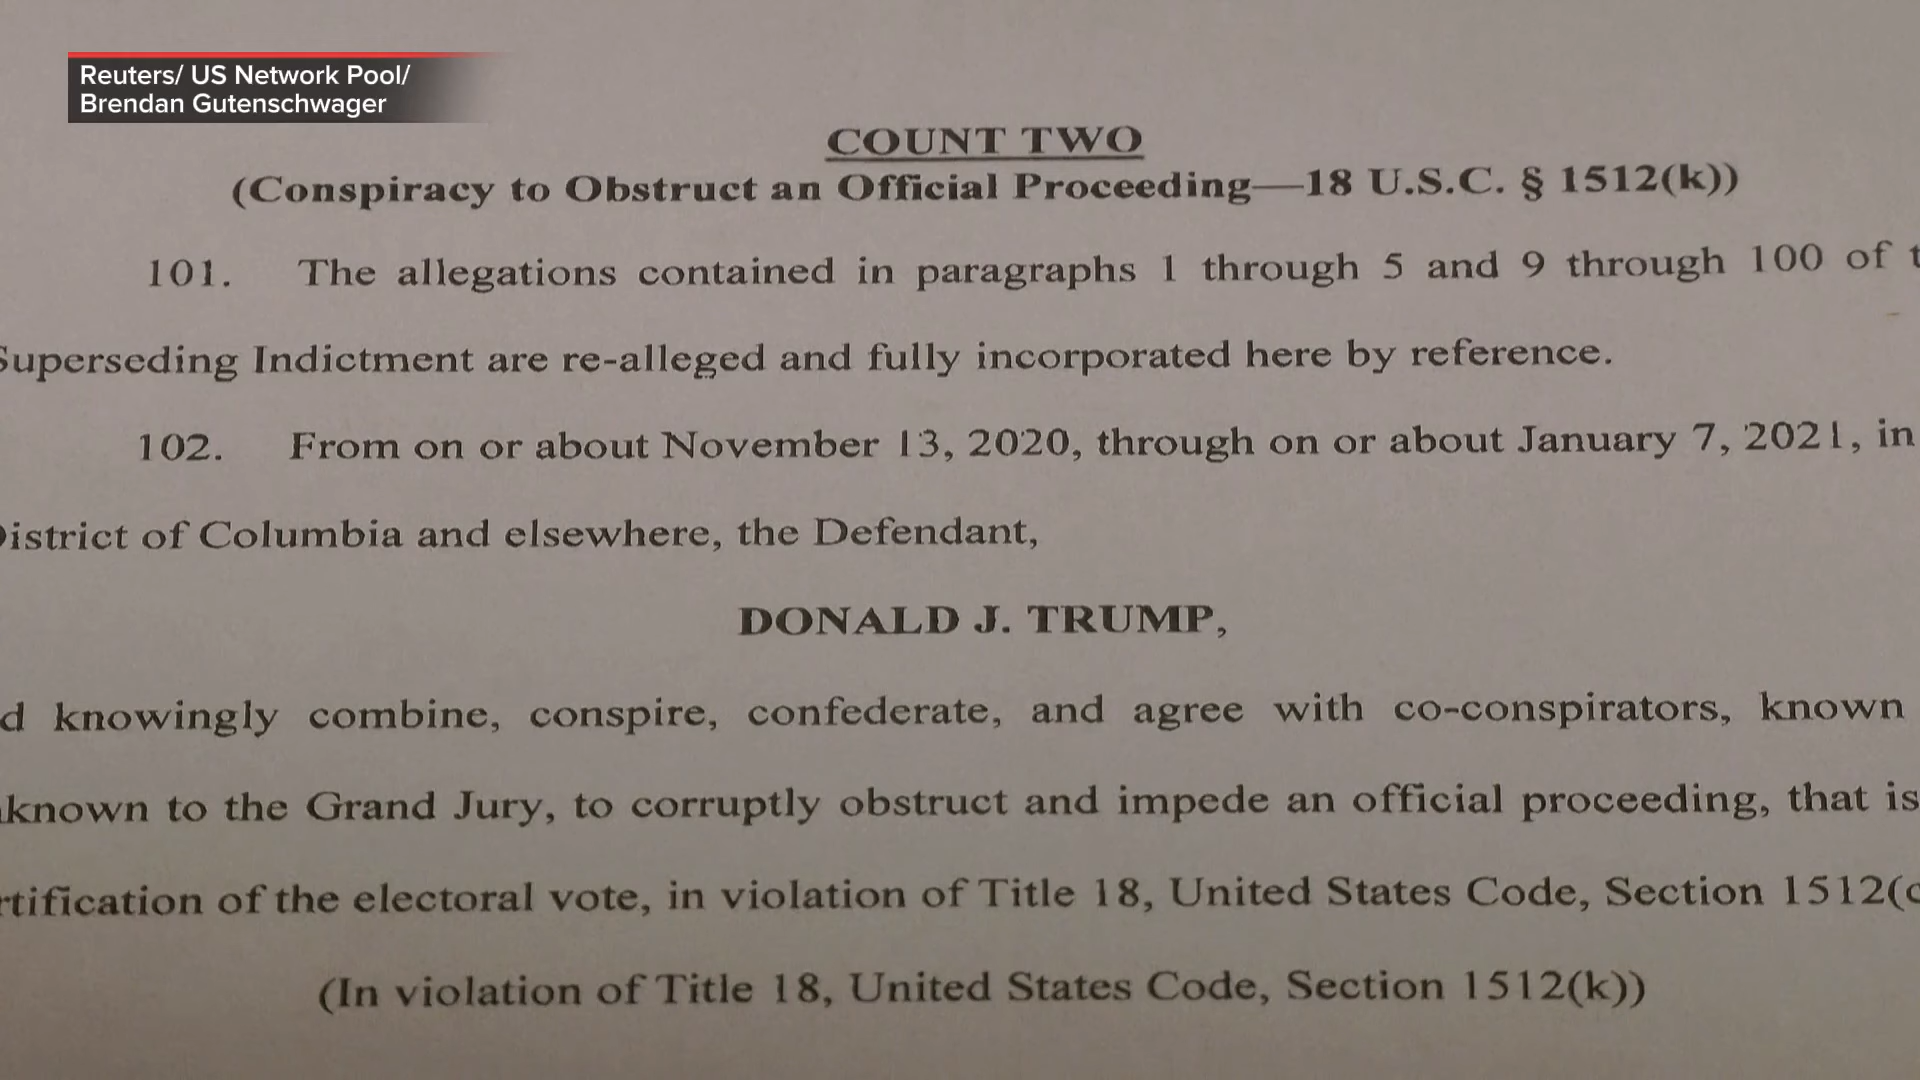 Reuters/ US Network Pool/
Brendan Gutenschwager
COUNT TWO
(Conspiracy to Obstruct an Official Proceeding—18 U.S.C. § 1512(k))
101. The allegations contained in paragraphs 1 through 5 and 9 through 100 of t
Superseding Indictment are re-alleged and fully incorporated here by reference.
102. From on or about November 13, 2020, through on or about January 7, 2021, in
District of Columbia and elsewhere, the Defendant,
DONALD J. TRUMP,
d knowingly combine, conspire, confederate, and agree with co-conspirators, known
known to the Grand Jury, to corruptly obstruct and impede an official proceeding, that is
rtification of the electoral vote, in violation of Title 18, United States Code, Section 1512(c
(In violation of Title 18, United States Code, Section 1512(k))